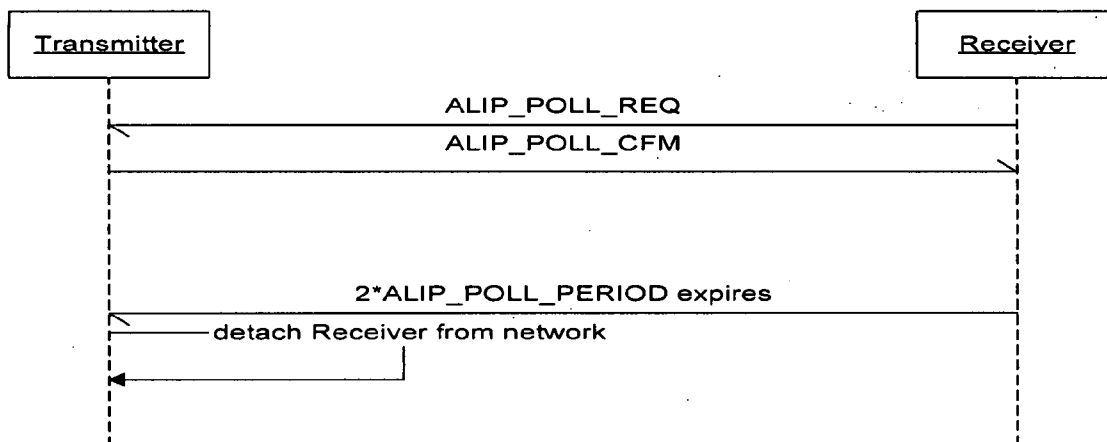 Transmitter
Receiver
ALIP_POLL_REQ
ALIP_POLL_CFM
2*ALIP_POLL_PERIOD expires
detach Receiver from network